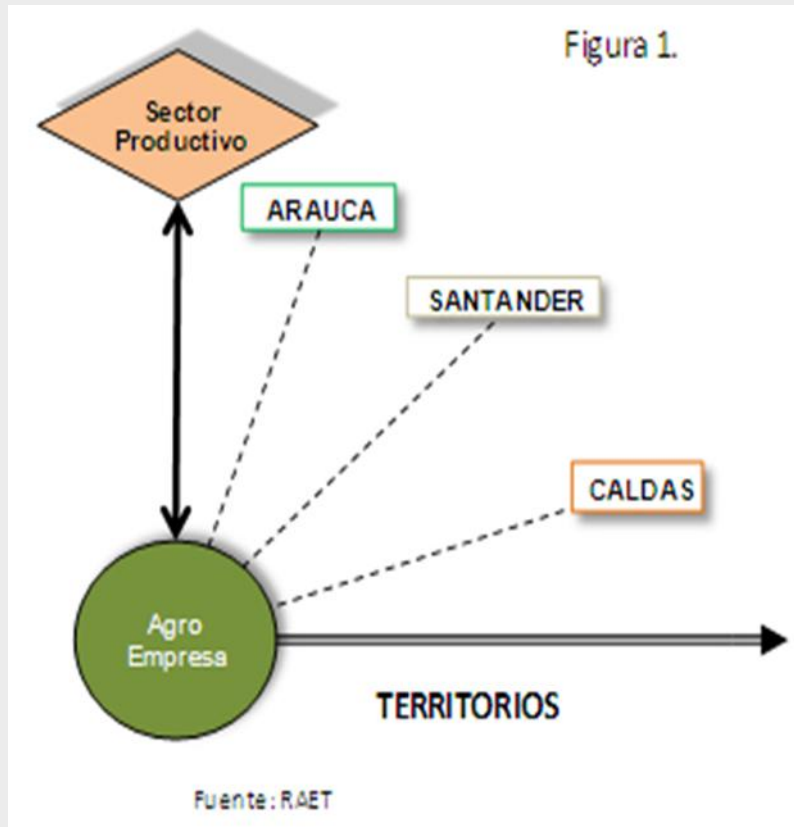 Figura 1.
Sector
Productivo
ARAUCA
SANTANDER
CALDAS
Agro
Empresa
TERRITORIOS
Fuente: RAET